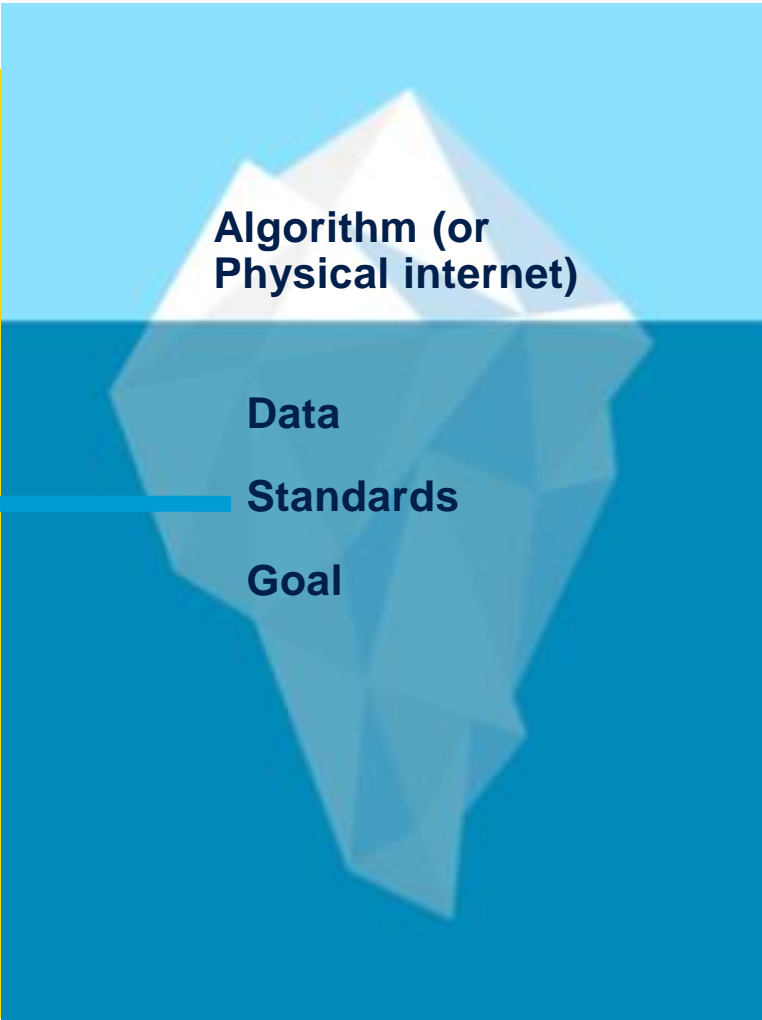 Algorithm (or
Physical internet)
Data
Standards
Goal